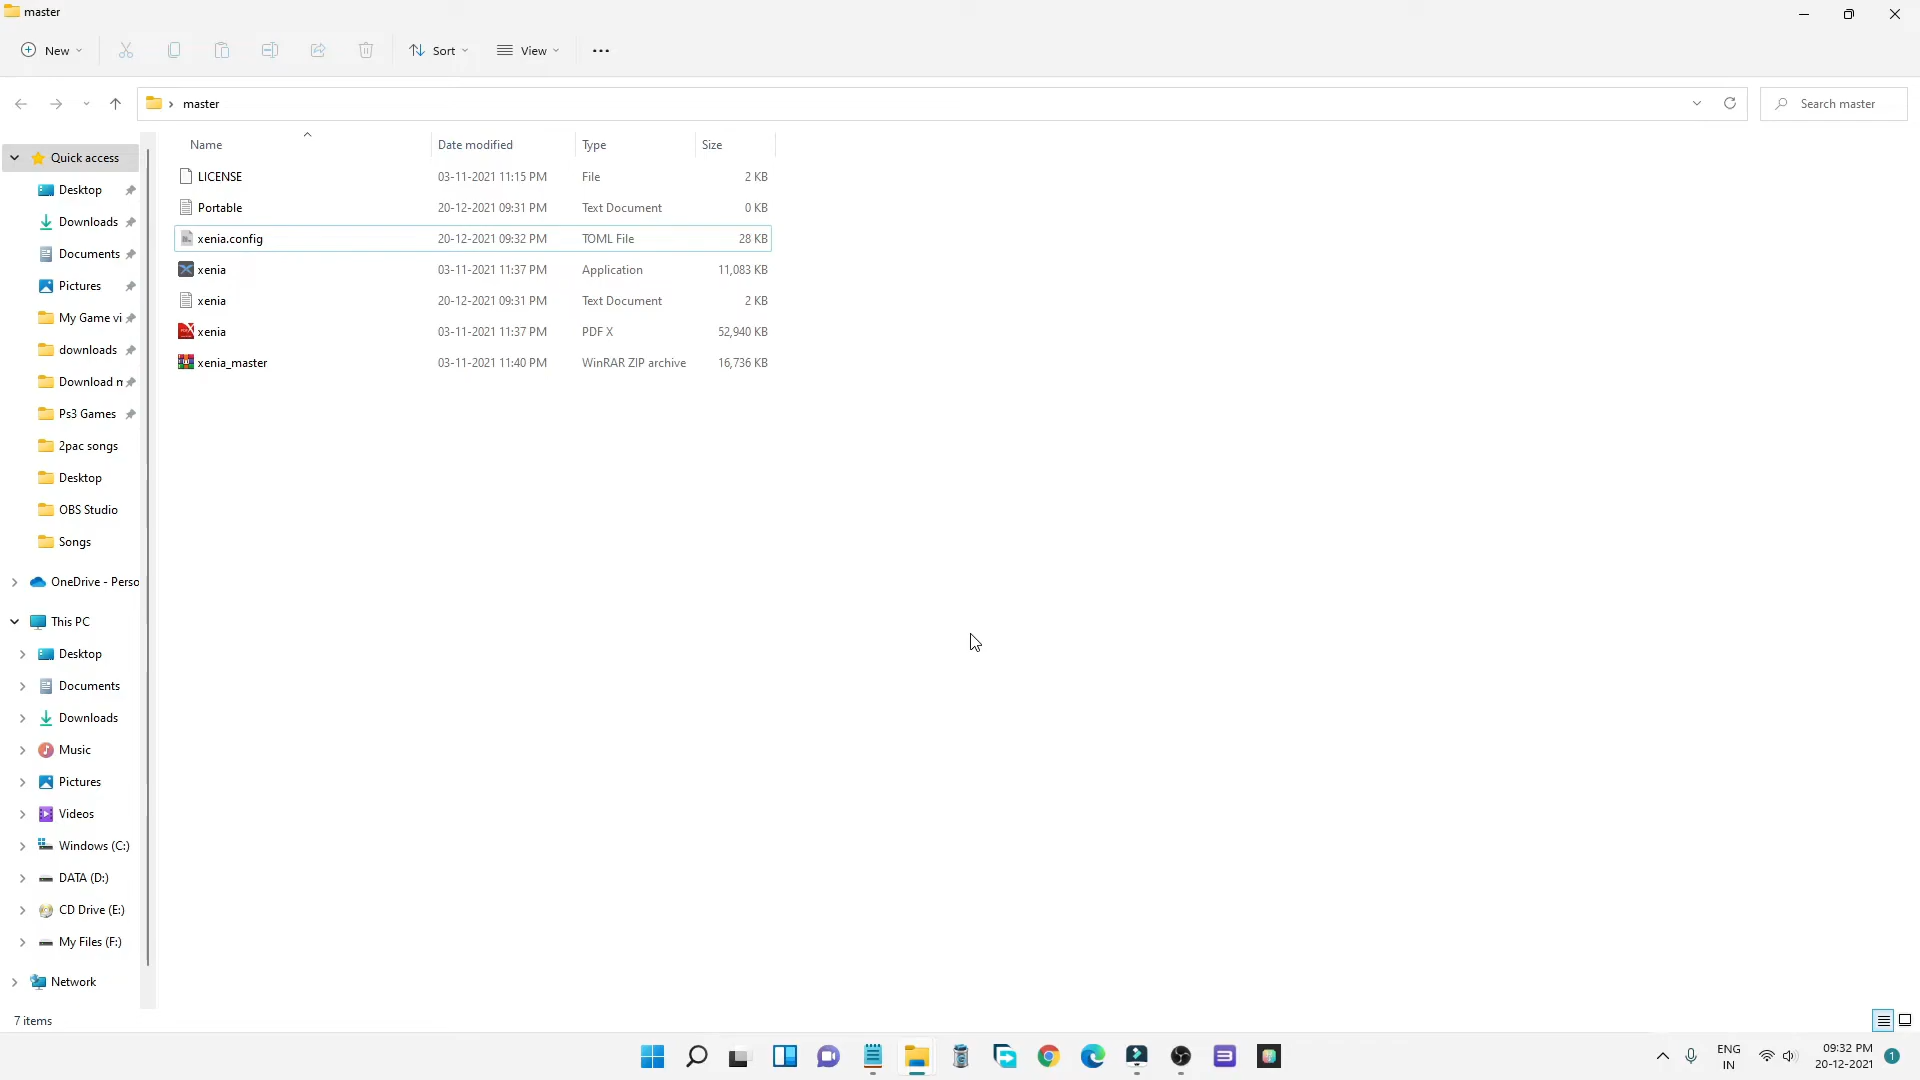 master
New
Sort
View
master
Search master
Name Date modified Type Size
LICENSE 03-11-2021 11:15 PM File 2 KB
Portable 20-12-2021 09:31 PM Text Document 0 KB
xenia.config 20-12-2021 09:32 PM TOML File 28 KB
xenia 03-11-2021 11:37 PM Application 11,083 KB
xenia 20-12-2021 09:31 PM Text Document 2 KB
xenia 03-11-2021 11:37 PM PDF X 52,940 KB
xenia_master 03-11-2021 11:40 PM WinRAR ZIP archive 16,736 KB
Quick access
Desktop
Downloads
Documents
Pictures
My Game vi
downloads
Download m
Ps3 Games
2pac songs
Desktop
OBS Studio
Songs
OneDrive - Perso
This PC
Desktop
Documents
Downloads
Music
Pictures
Videos
Windows (C:)
DATA (D:)
CD Drive (E:)
My Files (F:)
Network
7 items
ENG
IN
09:32 PM
20-12-2021
1